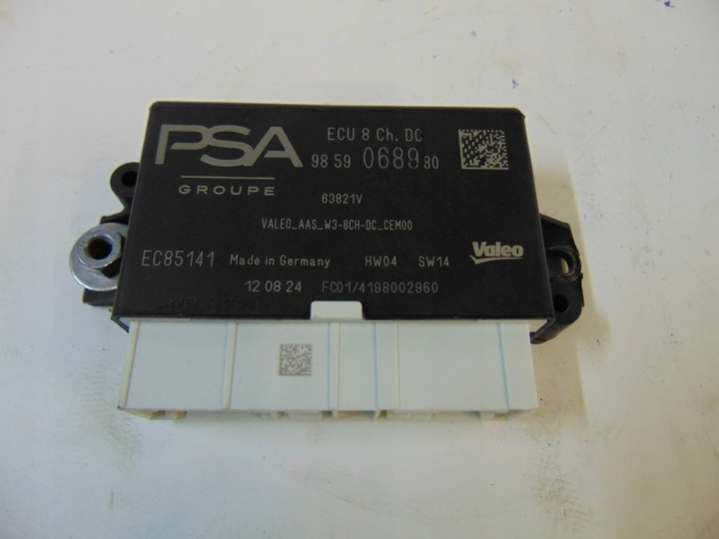 PSA
GROUPE
ECU 8 Ch. DC
98 59 0689 80
63821V
VALEO_AAS_W3-8CH-DC_CEM00
EC85141 Made in Germany HW04 SW14 Valeo
12 08 24 FC01/4198002860